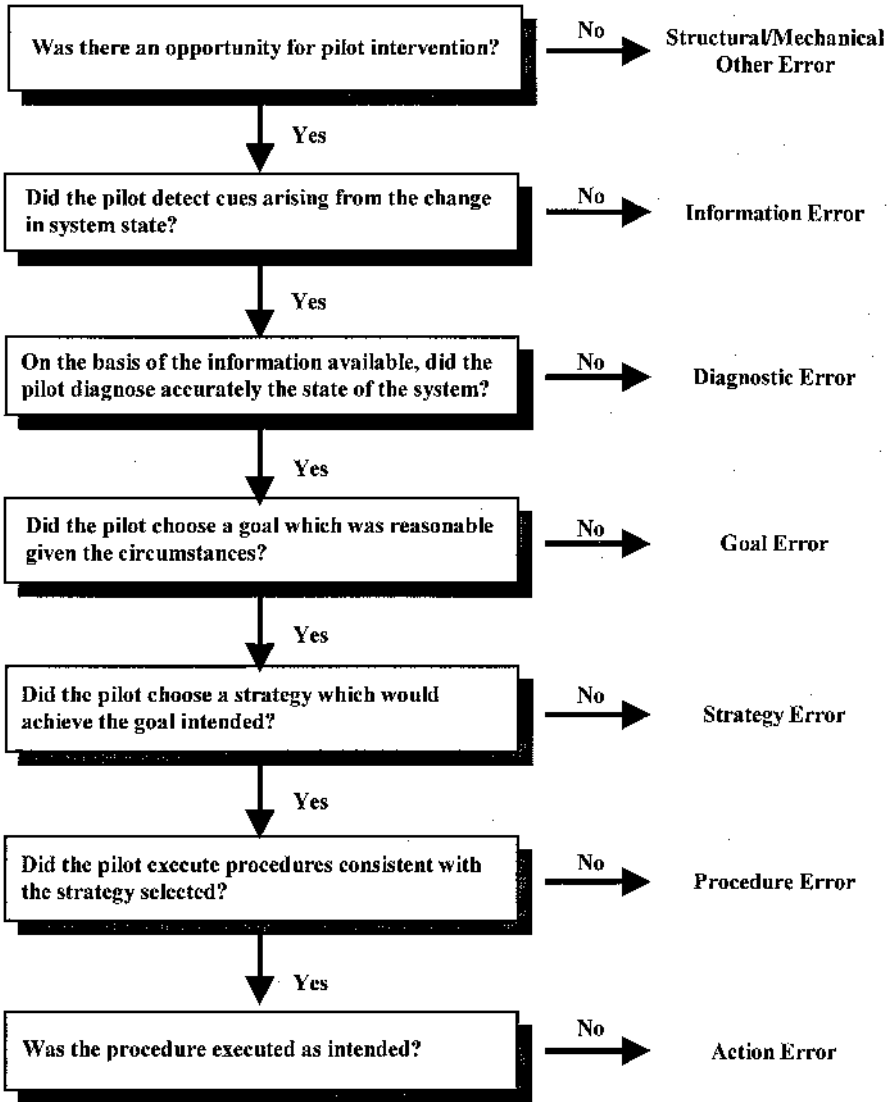 Was there an opportunity for pilot intervention?
No
Structural/Mechanical
Other Error
Yes
Did the pilot detect cues arising from the change
in system state?
No
Information Error
Yes
On the basis of the information available, did the
pilot diagnose accurately the state of the system?
No
Diagnostic Error
Yes
Did the pilot choose a goal which was reasonable
given the circumstances?
No
Goal Error
Yes
Did the pilot choose a strategy which would
achieve the goal intended?
No
Strategy Error
Yes
Did the pilot execute procedures consistent with
the strategy selected?
No
Procedure Error
Yes
Was the procedure executed as intended?
No
Action Error